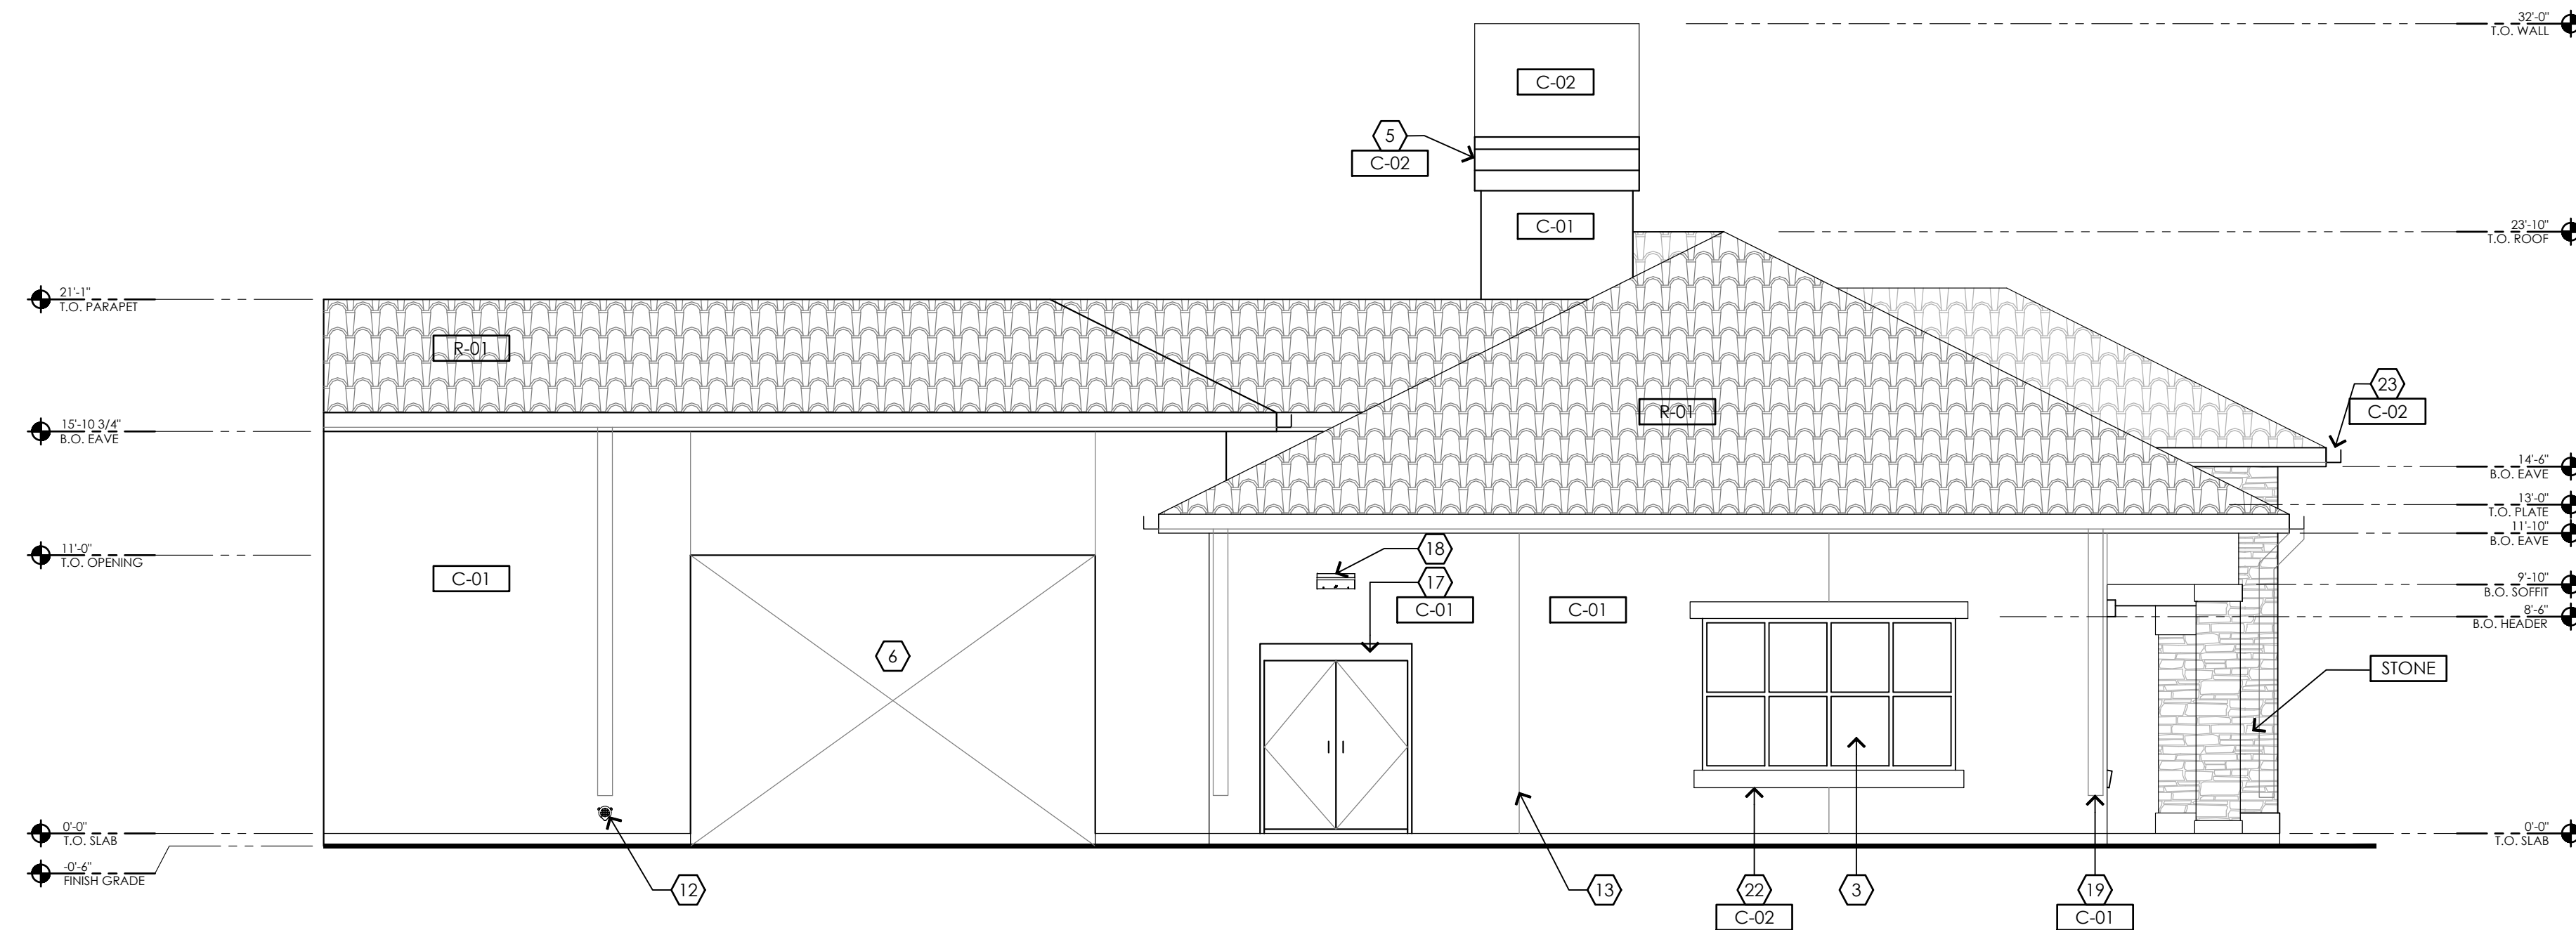 32'-0"
T.O. WALL
C-02
5
C-02
C-01
23'-10"
T.O. ROOF
21'-1"
T.O. PARAPET
R-01
23
C-02
R-01
15'-10 3/4"
B.O. EAVE
14'-6"
B.O. EAVE
13'-0"
T.O. PLATE
11'-10"
B.O. EAVE
11'-0"
T.O. OPENING
18
17
C-01
C-01
C-01
9'-10"
B.O. SOFFIT
8'-6"
B.O. HEADER
6
STONE
0'-0"
T.O. SLAB
0'-0"
T.O. SLAB
-0'-6"
FINISH GRADE
12
13
22
C-02
3
19
C-01